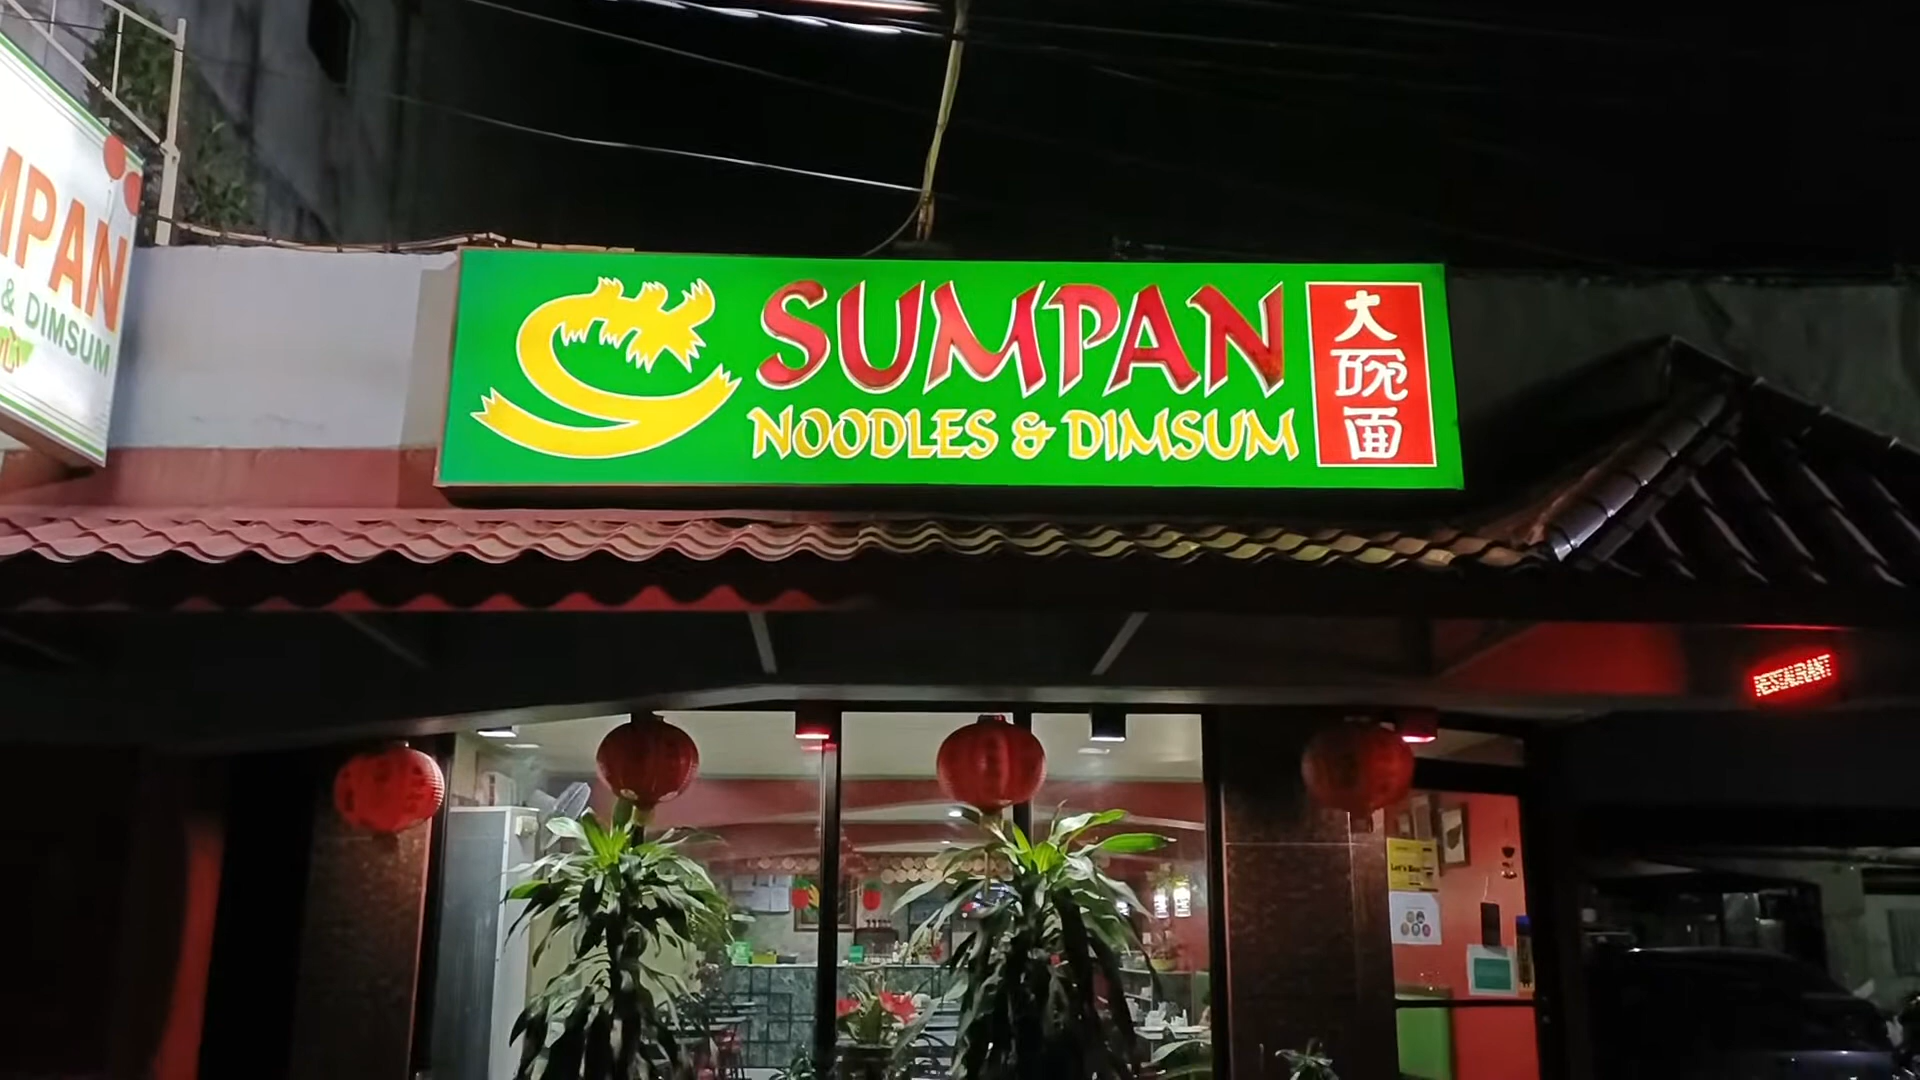 MPAN
& DIMSUM
SUMPAN
NOODLES & DIMSUM
大
碗
面
RESTAURANT